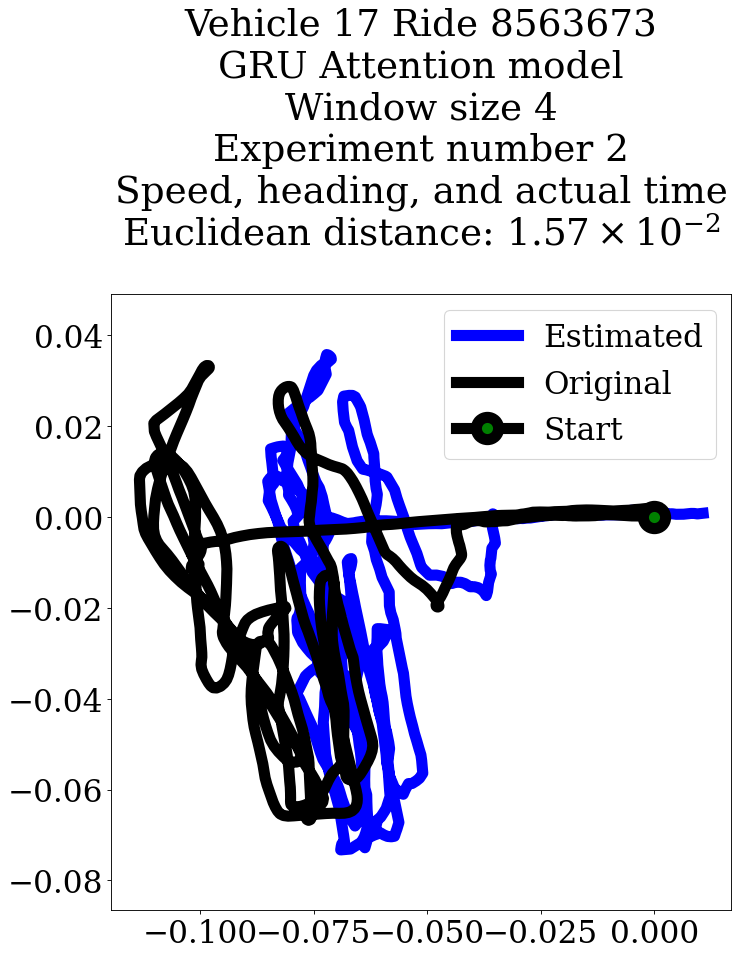 Vehicle 17 Ride 8563673
GRU Attention model
Window size 4
Experiment number 2
Speed, heading, and actual time
Euclidean distance: 1.57 × 10⁻²
Estimated
Original
Start
0.04
0.02
0.00
−0.02
−0.04
−0.06
−0.08
−0.100 −0.075 −0.050 −0.025 0.000